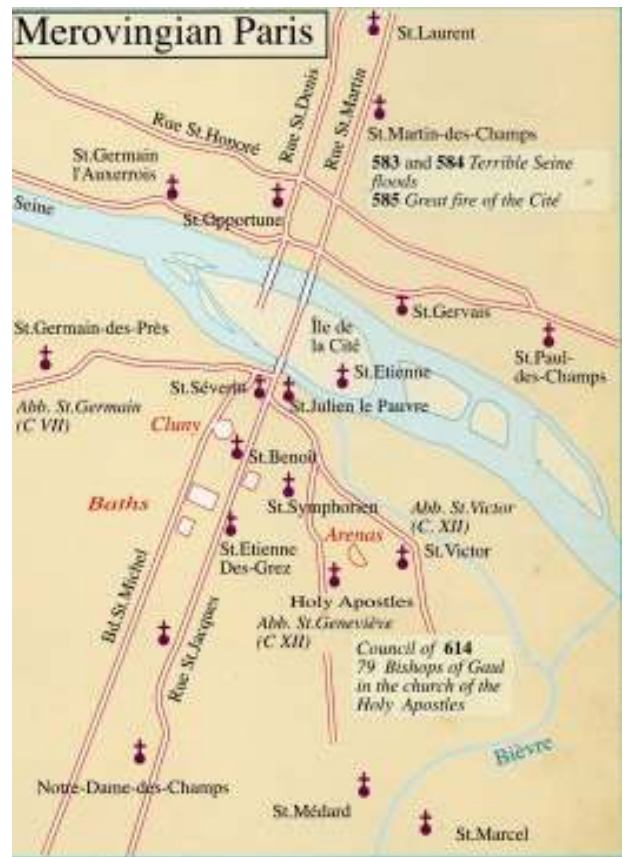 Merovingian Paris
St.Laurent
Rue St.Denis
Rue St.Martin
Rue St.Honoré
St.Martin-des-Champs
St.Germain
l'Auxerrois
583 and 584 Terrible Seine
floods
585 Great fire of the Cité
Seine
St.Opportune
St.Gervais
Île de
la Cité
St.Germain-des-Près
St.Paul-
des-Champs
St.Etienne
St.Séverin
St.Julien le Pauvre
Abb. St.Germain
(C VII)
Cluny
St.Benoît
Baths
St.Symphorien
Abb. St.Victor
(C. XII)
Arenas
St.Etienne
Des-Grez
St.Victor
Bd.St.Michel
Rue St.Jacques
Holy Apostles
Abb. St.Geneviève
(C XII)
Council of 614
79 Bishops of Gaul
in the church of the
Holy Apostles
Bièvre
Notre-Dame-des-Champs
St.Médard
St.Marcel